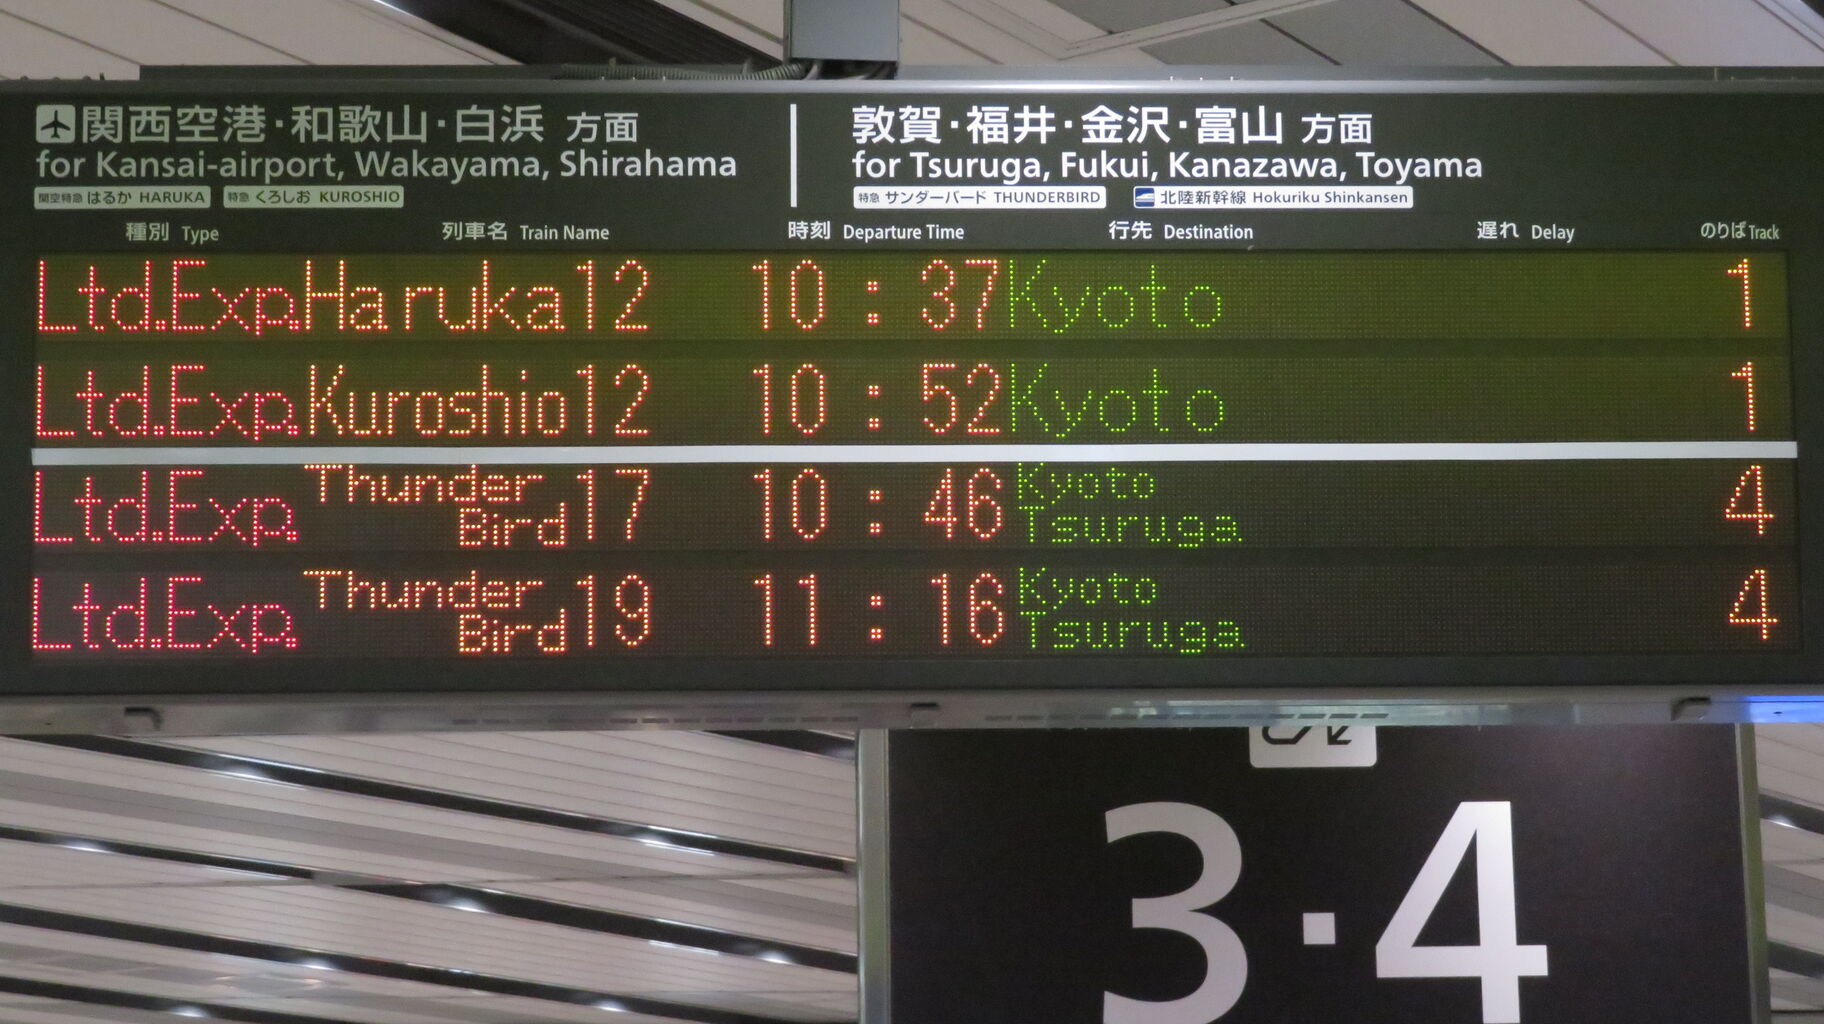 関西空港・和歌山・白浜 方面
for Kansai-airport, Wakayama, Shirahama
関空特急 はるか HARUKA 特急 くろしお KUROSHIO
敦賀・福井・金沢・富山 方面
for Tsuruga, Fukui, Kanazawa, Toyama
特急 サンダーバード THUNDERBIRD 北陸新幹線 Hokuriku Shinkansen
種別 Type 列車名 Train Name 時刻 Departure Time 行先 Destination 遅れ Delay のりば Track
Ltd.Exp. Haruka 12 10:37 Kyoto 1
Ltd.Exp. Kuroshio 12 10:52 Kyoto 1
Ltd.Exp. Thunder Bird 17 10:46 Kyoto Tsuruga 4
Ltd.Exp. Thunder Bird 19 11:16 Kyoto Tsuruga 4
3・4